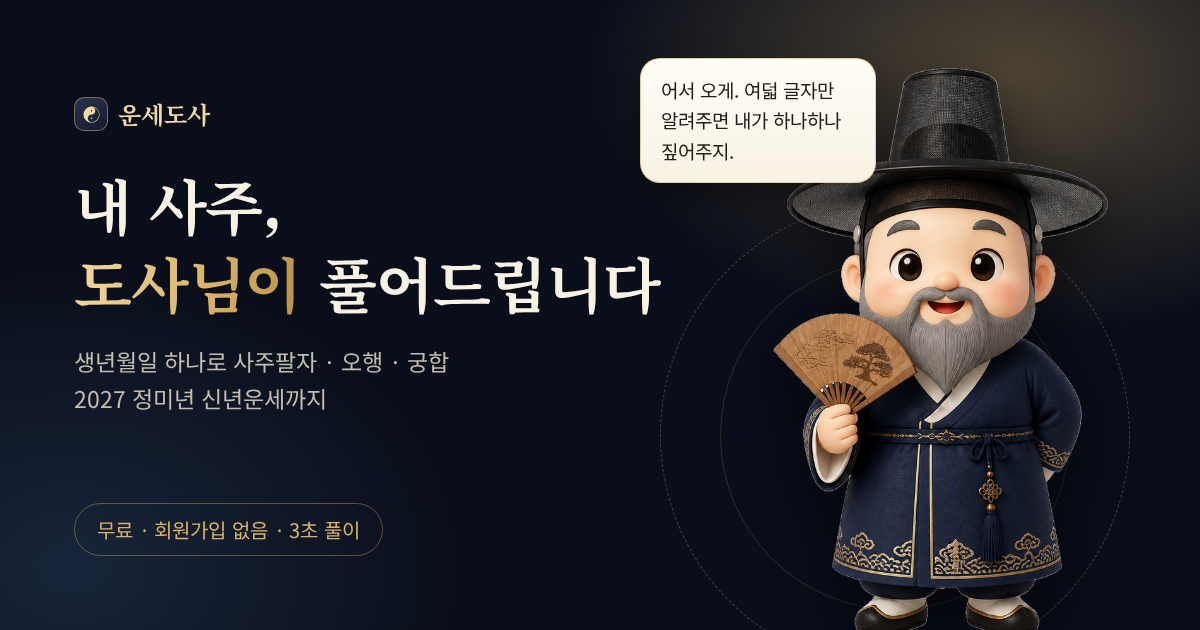 운세도사
내 사주,
도사님이 풀어드립니다
생년월일 하나로 사주팔자 · 오행 · 궁합
2027 정미년 신년운세까지
무료 · 회원가입 없음 · 3초 풀이
어서 오게. 여덟 글자만
알려주면 내가 하나하나
짚어주지.